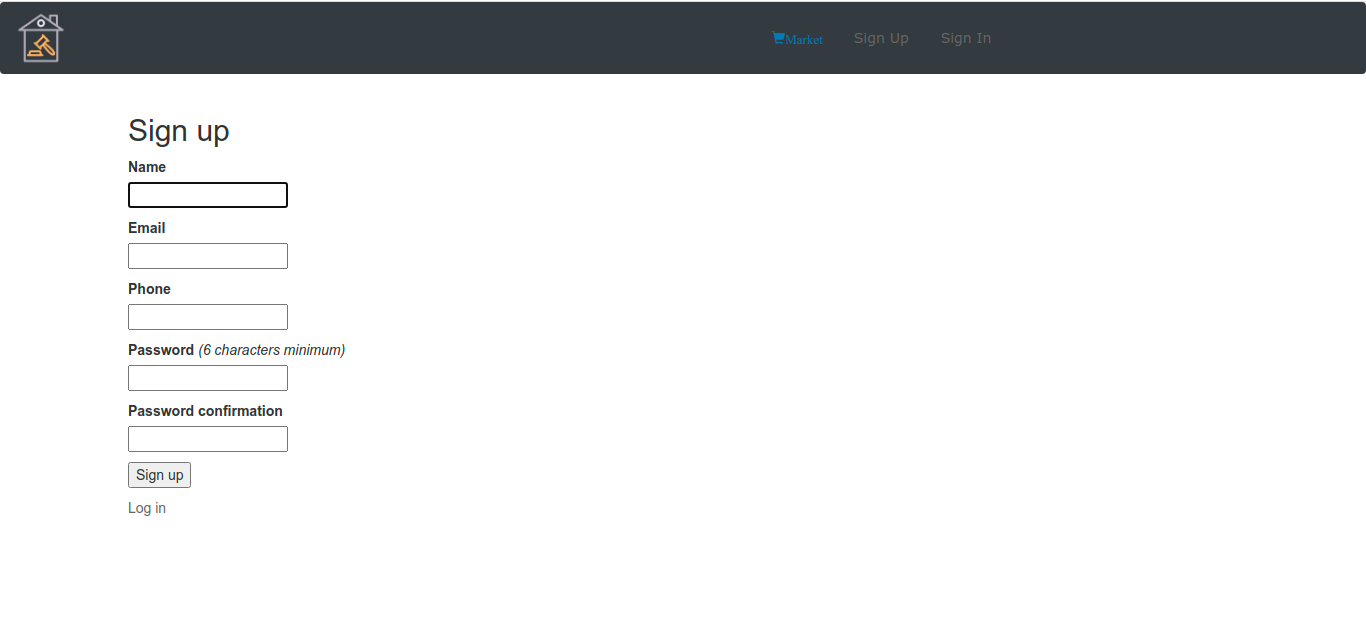 Market Sign Up Sign In
Sign up
Name
Email
Phone
Password (6 characters minimum)
Password confirmation
Sign up
Log in